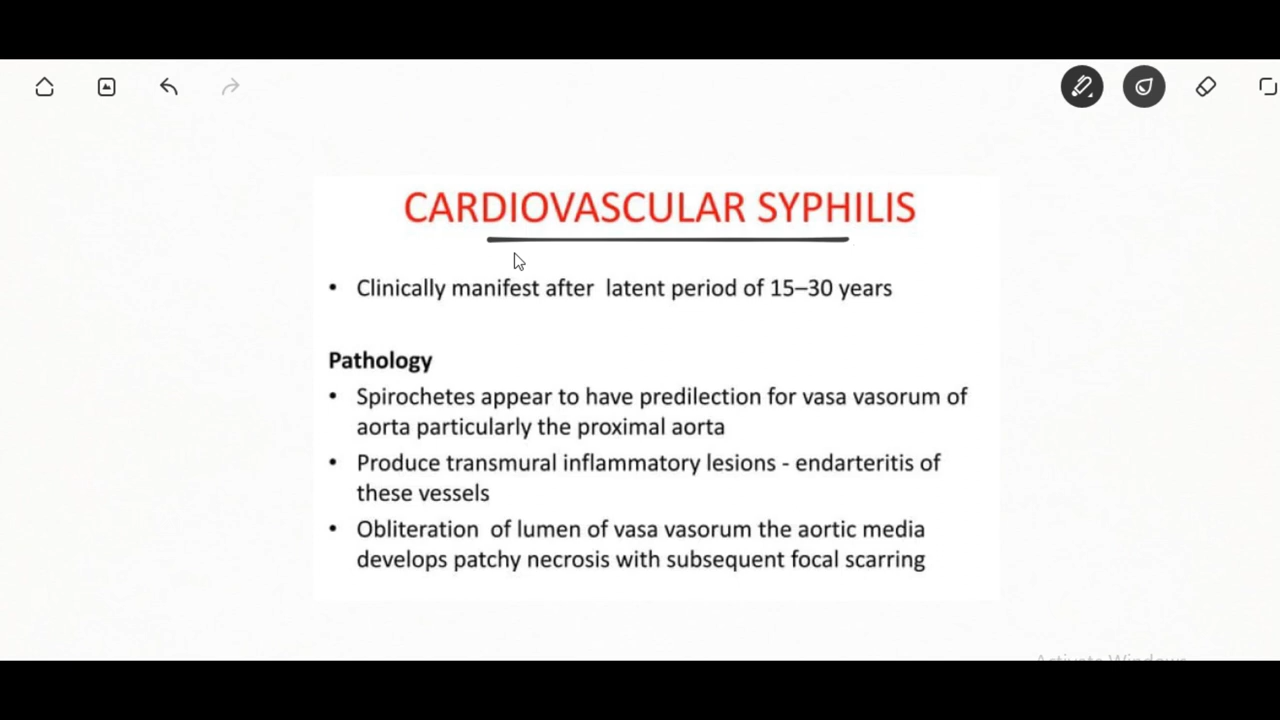 CARDIOVASCULAR SYPHILIS
• Clinically manifest after latent period of 15–30 years
Pathology
• Spirochetes appear to have predilection for vasa vasorum of
aorta particularly the proximal aorta
• Produce transmural inflammatory lesions - endarteritis of
these vessels
• Obliteration of lumen of vasa vasorum the aortic media
develops patchy necrosis with subsequent focal scarring
Activate Windows